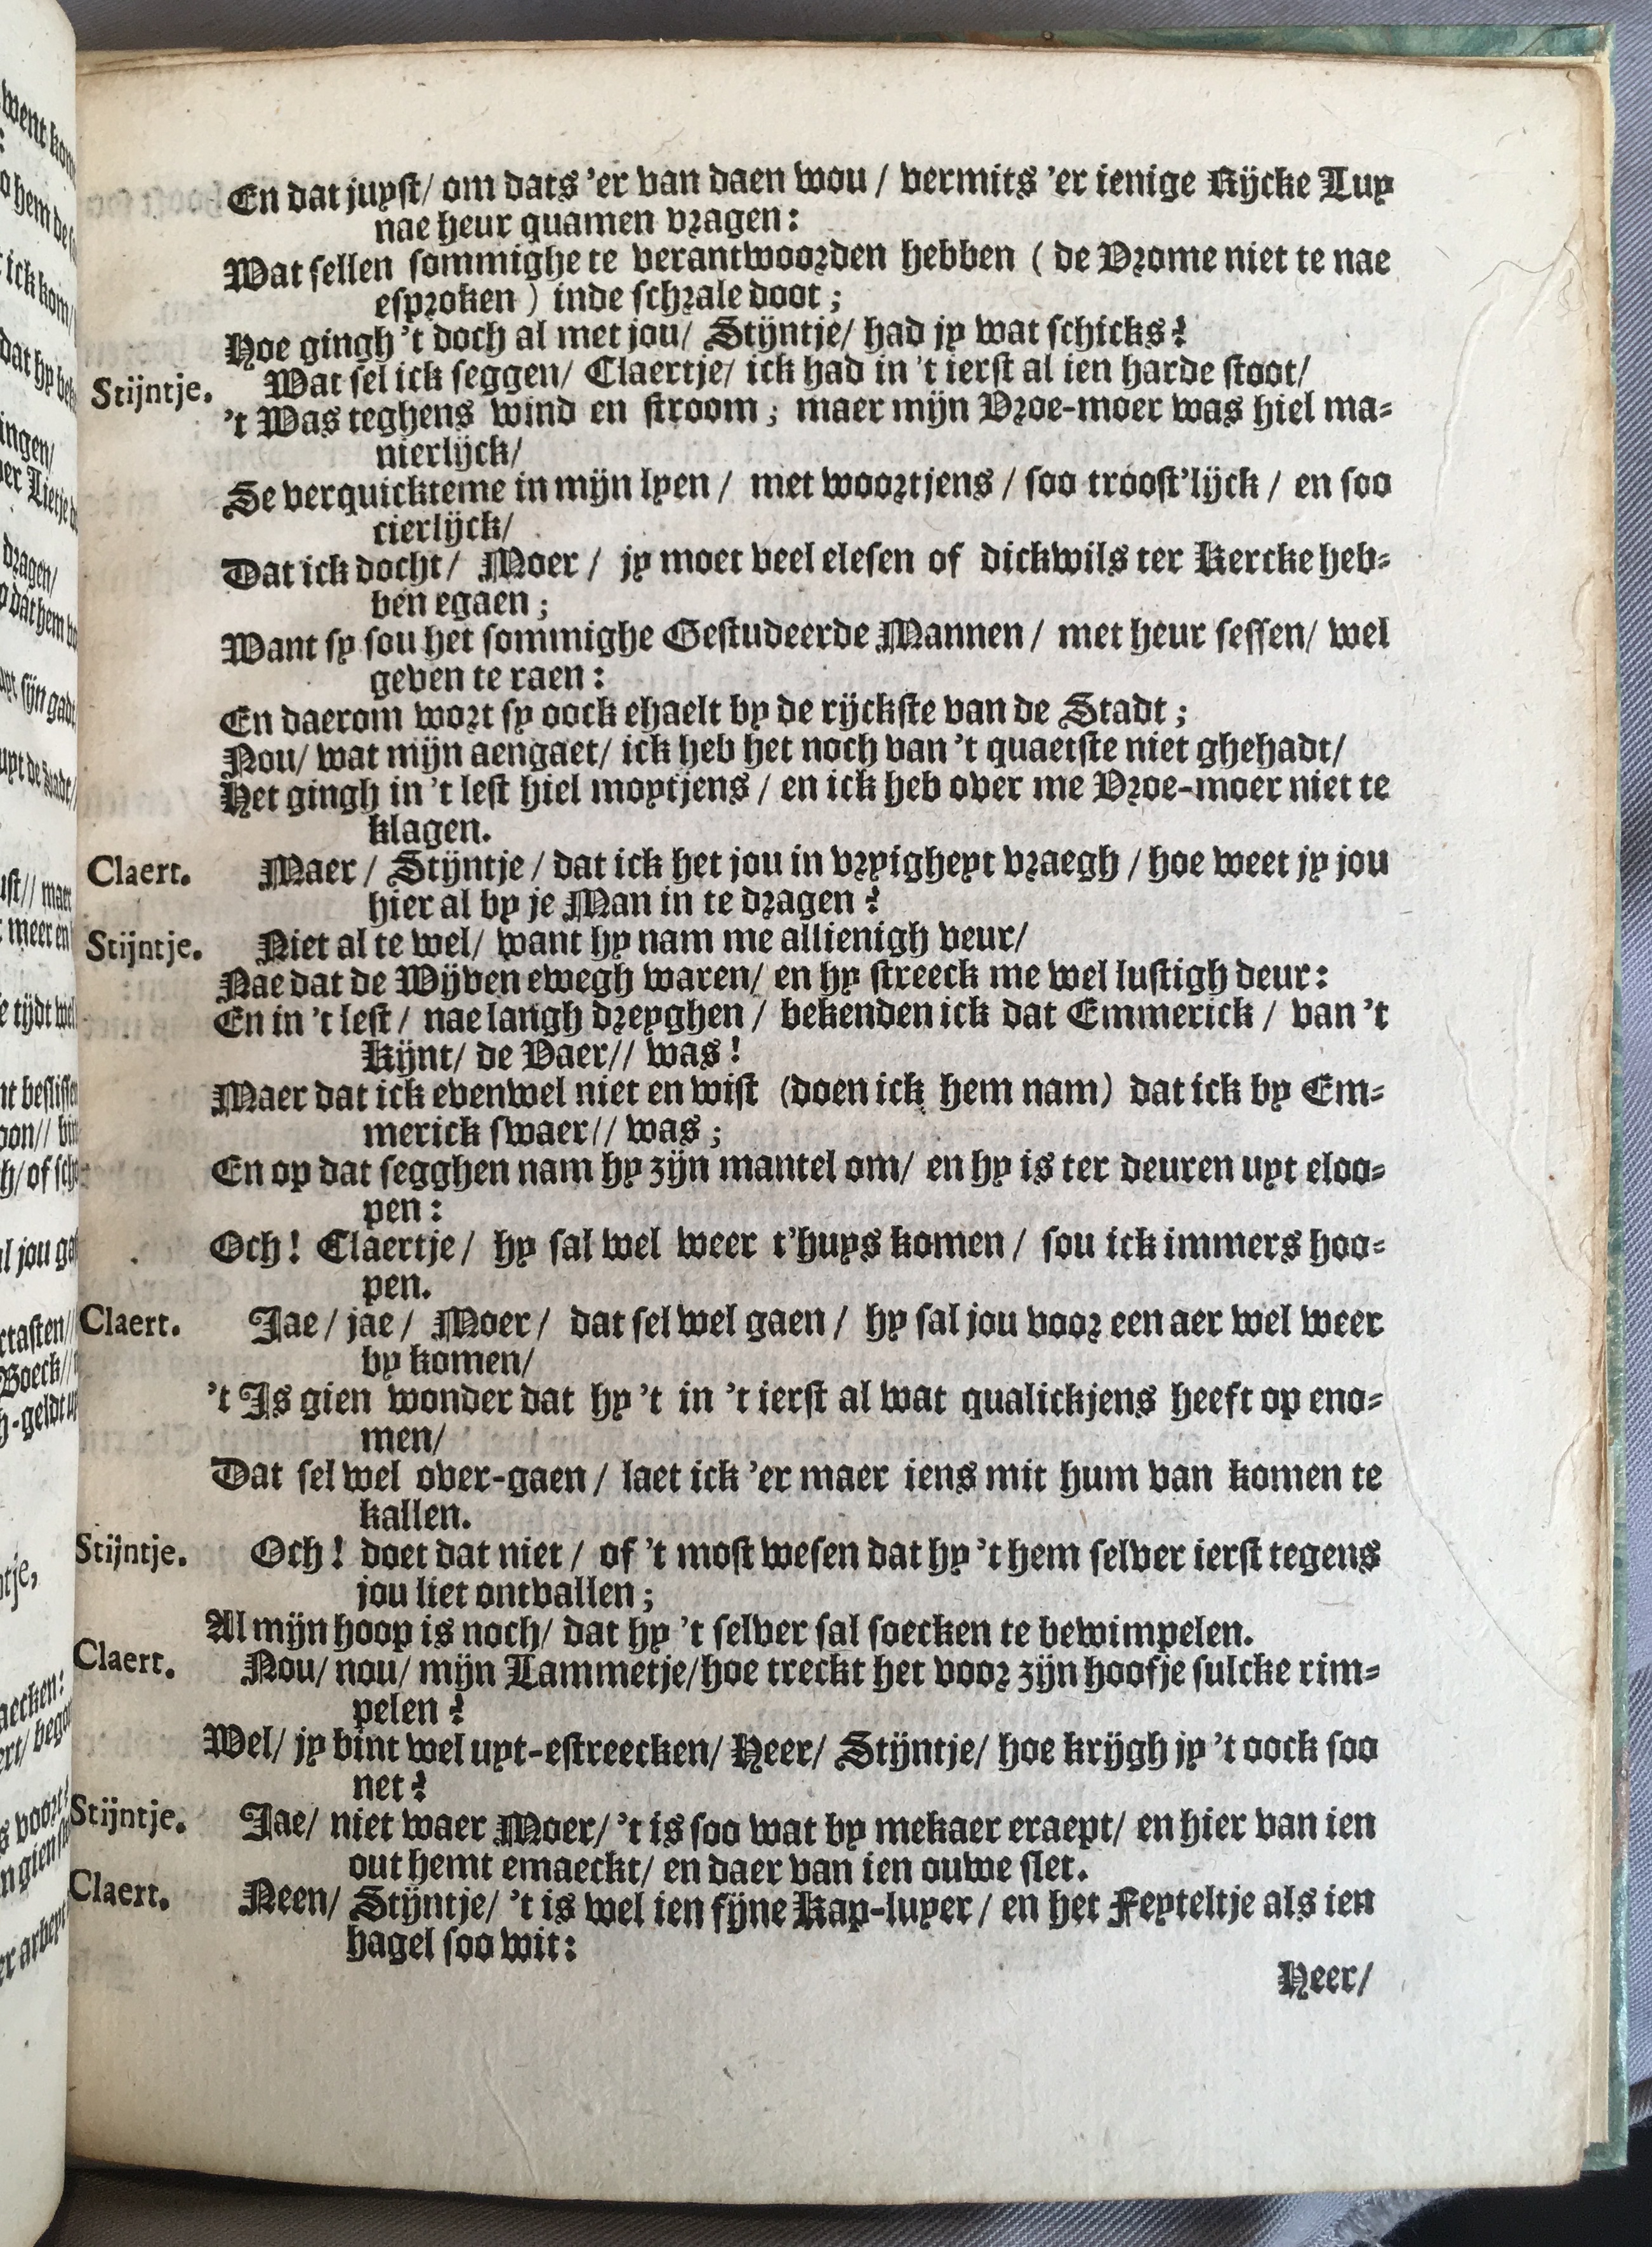 En dat juyst/ om dats 'er van daen wou / vermits 'er ienige Rijcke Luy
nae heur quamen vragen:
Wat sellen sommighe te verantwoorden hebben ( de Vrome niet te nae
esproken ) inde schrale doot ;
Hoe gingh 't doch al met jou/ Stijntje/ had jy wat schicks?
Stijntje. Wat sel ick seggen/ Claertje/ ick had in 't ierst al ien harde stoot/
't Was teghens wind en stroom ; maer mijn Vroe-moer was hiel ma-
nierlijck/
Se verquickteme in mijn lyen / met woortjens / soo troost'lijck / en soo
cierlijck/
Dat ick docht/ Moer / jy moet veel elesen of dickwils ter Kercke heb-
ben egaen ;
Want sy sou het sommighe Gestudeerde Mannen / met heur sessen/ wel
geven te raen :
En daerom wort sy oock ehaelt by de rijckste van de Stadt ;
Nou/ wat mijn aengaet/ ick heb het noch van 't quaetste niet ghehadt/
Het gingh in 't lest hiel moytjens / en ick heb over me Vroe-moer niet te
klagen.
Claert. Maer / Stijntje / dat ick het jou in vryigheyt vraegh / hoe weet jy jou
hier al by je Man in te dragen ?
Stijntje. Niet al te wel/ want hy nam me allienigh veur/
Nae dat de Wijven ewegh waren/ en hy streeck me wel lustigh deur :
En in 't lest / nae langh dreyghen / bekenden ick dat Emmerick / van 't
Kijnt/ de Vaer// was !
Maer dat ick evenwel niet en wist (doen ick hem nam) dat ick by Em-
merick swaer// was ;
En op dat segghen nam hy zijn mantel om/ en hy is ter deuren uyt eloo-
pen :
Och ! Claertje / hy sal wel weer t'huys komen / sou ick immers hoo-
pen.
Claert. Jae / jae / Moer / dat sel wel gaen / hy sal jou voor een aer wel weer
by komen/
't Is gien wonder dat hy 't in 't ierst al wat qualickjens heeft op eno-
men/
Dat sel wel over-gaen / laet ick 'er maer iens mit hum van komen te
kallen.
Stijntje. Och ! doet dat niet / of 't most wesen dat hy 't hem selver ierst tegens
jou liet ontvallen ;
Al mijn hoop is noch/ dat hy 't selver sal soecken te bewimpelen.
Claert. Nou/ nou/ mijn Lammetje/hoe treckt het voor zijn hoofje sulcke rim-
pelen ?
Wel/ jy bint wel uyt-estreecken/ Heer/ Stijntje/ hoe krijgh jy 't oock soo
net ?
Stijntje. Jae/ niet waer Moer/ 't is soo wat by mekaer eraept/ en hier van ien
out hemt emaeckt/ en daer van ien ouwe slet.
Claert. Neen/ Stijntje/ 't is wel ien fijne Kap-luyer / en het Feyteltje als ien
hagel soo wit :
Heer/